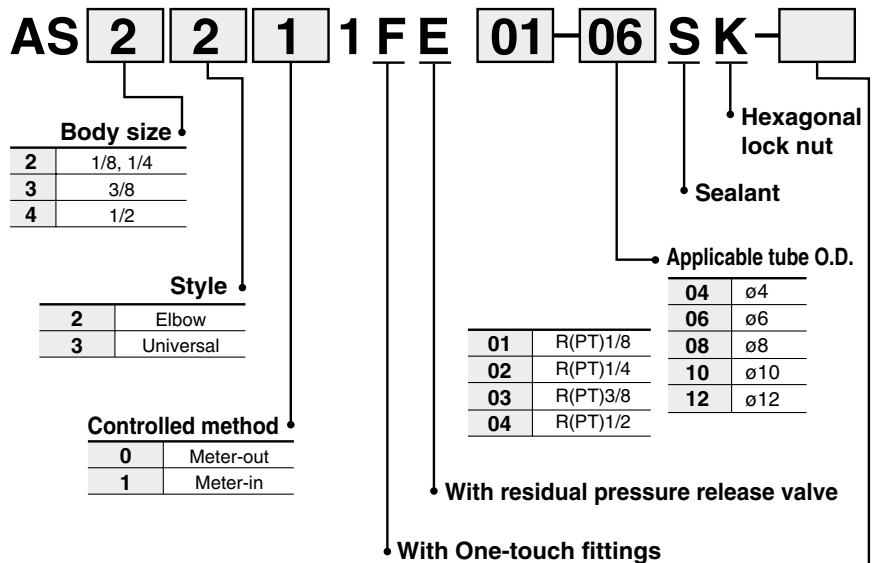 AS 2 2 1 1 F E 01-06 S K-
Hexagonal
lock nut
Body size
2 1/8, 1/4
3 3/8
4 1/2
Sealant
Applicable tube O.D.
04 ø4
06 ø6
08 ø8
10 ø10
12 ø12
Style
2 Elbow
3 Universal
01 R(PT)1/8
02 R(PT)1/4
03 R(PT)3/8
04 R(PT)1/2
Controlled method
0 Meter-out
1 Meter-in
With residual pressure release valve
With One-touch fittings